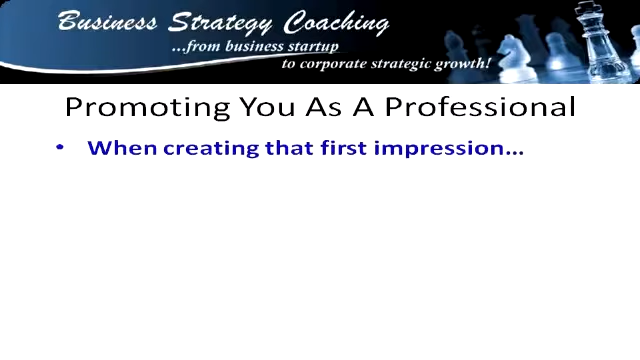 Business Strategy Coaching
...from business startup
to corporate strategic growth!
Promoting You As A Professional
• When creating that first impression...